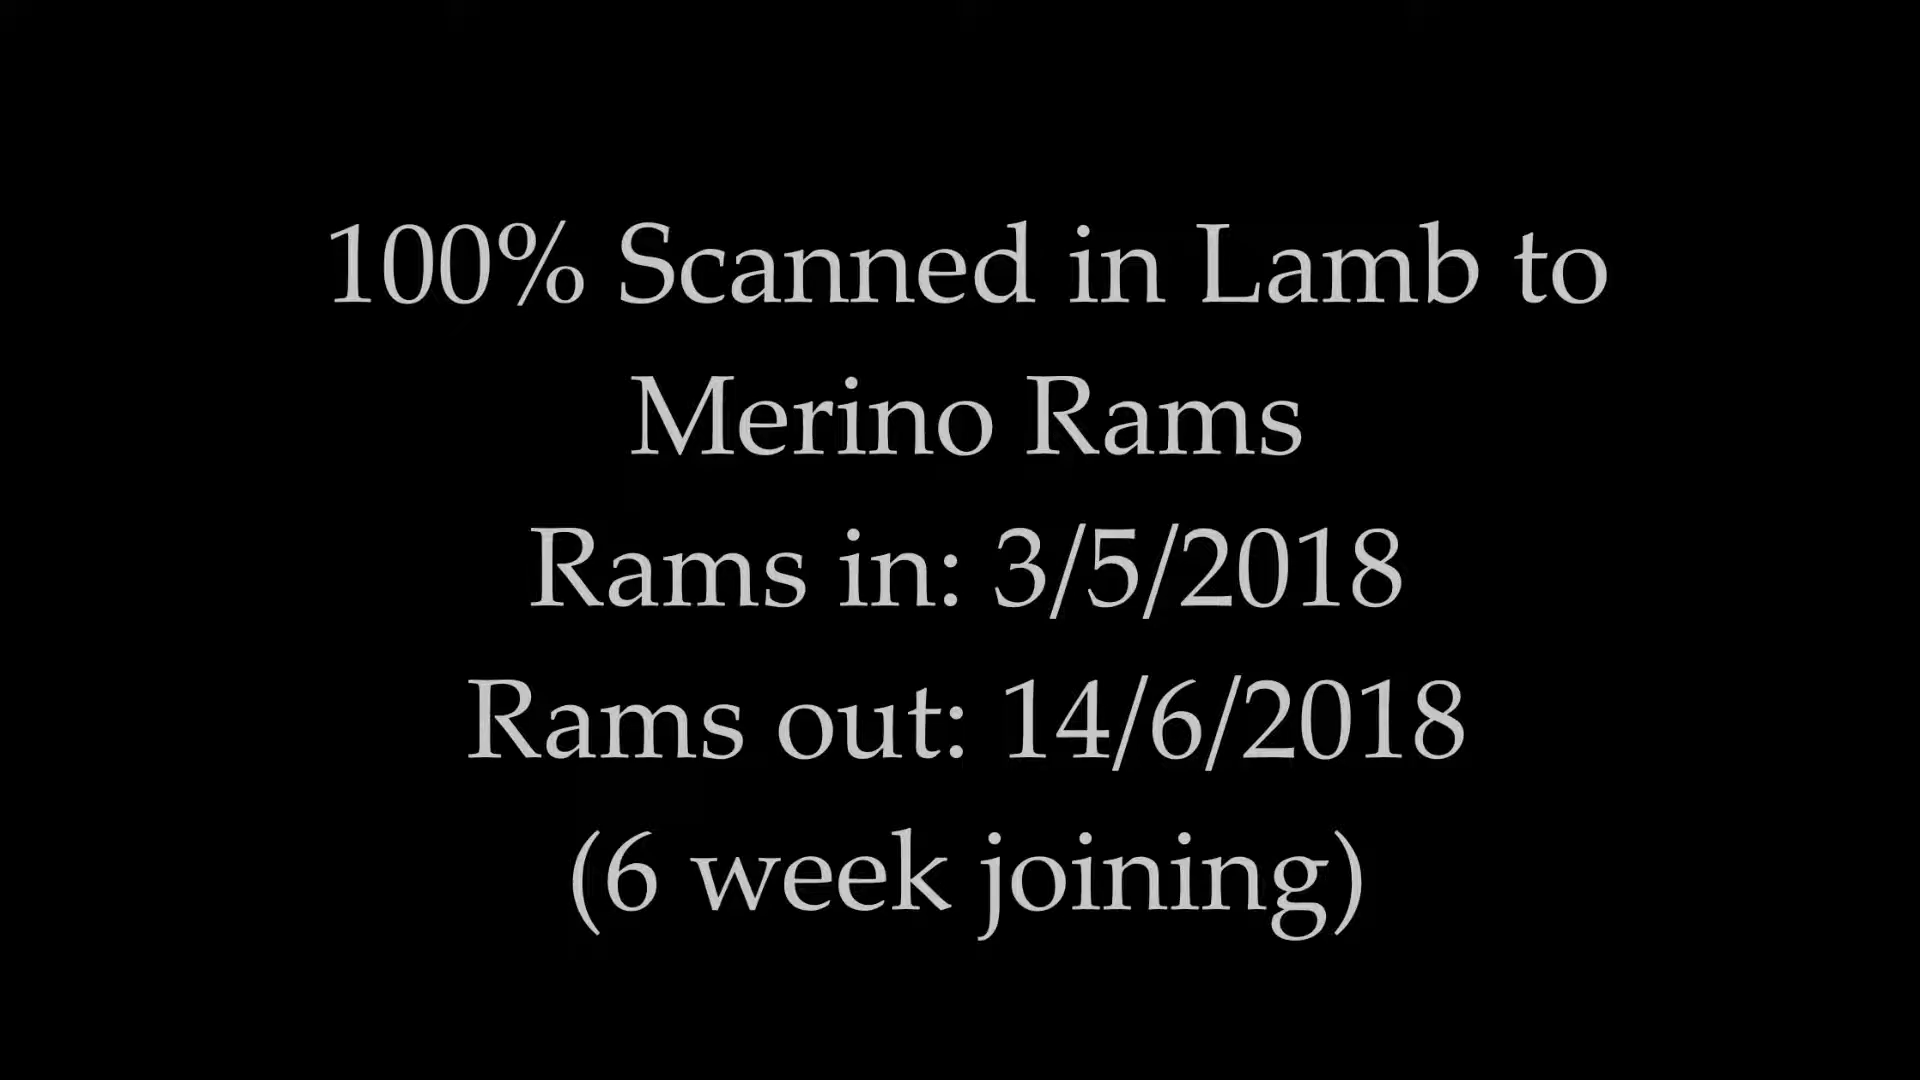 100% Scanned in Lamb to
Merino Rams
Rams in: 3/5/2018
Rams out: 14/6/2018
(6 week joining)